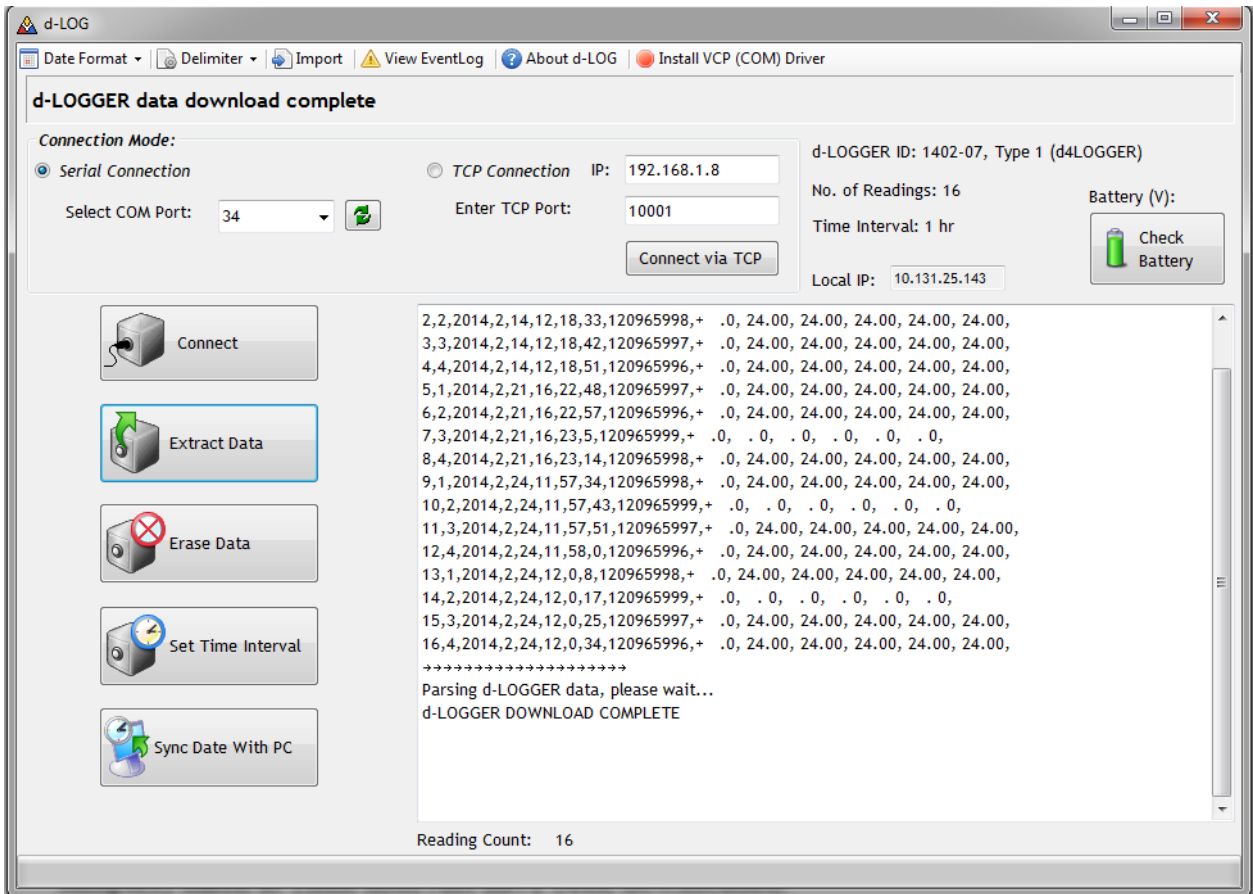 d-LOG
Date Format Delimiter Import View EventLog About d-LOG Install VCP (COM) Driver
d-LOGGER data download complete
Connection Mode:
Serial Connection
Select COM Port: 34
TCP Connection IP: 192.168.1.8
Enter TCP Port: 10001
Connect via TCP
d-LOGGER ID: 1402-07, Type 1 (d4LOGGER)
No. of Readings: 16
Time Interval: 1 hr
Local IP: 10.131.25.143
Battery (V):
Check
Battery
Connect
Extract Data
Erase Data
Set Time Interval
Sync Date With PC
2,2,2014,2,14,12,18,33,120965998,+ .0, 24.00, 24.00, 24.00, 24.00, 24.00,
3,3,2014,2,14,12,18,42,120965997,+ .0, 24.00, 24.00, 24.00, 24.00, 24.00,
4,4,2014,2,14,12,18,51,120965996,+ .0, 24.00, 24.00, 24.00, 24.00, 24.00,
5,1,2014,2,21,16,22,48,120965997,+ .0, 24.00, 24.00, 24.00, 24.00, 24.00,
6,2,2014,2,21,16,22,57,120965996,+ .0, 24.00, 24.00, 24.00, 24.00, 24.00,
7,3,2014,2,21,16,23,5,120965999,+ .0, . 0, . 0, . 0, . 0, . 0,
8,4,2014,2,21,16,23,14,120965998,+ .0, 24.00, 24.00, 24.00, 24.00, 24.00,
9,1,2014,2,24,11,57,34,120965998,+ .0, 24.00, 24.00, 24.00, 24.00, 24.00,
10,2,2014,2,24,11,57,43,120965999,+ .0, . 0, . 0, . 0, . 0, . 0,
11,3,2014,2,24,11,57,51,120965997,+ .0, 24.00, 24.00, 24.00, 24.00, 24.00,
12,4,2014,2,24,11,58,0,120965996,+ .0, 24.00, 24.00, 24.00, 24.00, 24.00,
13,1,2014,2,24,12,0,8,120965998,+ .0, 24.00, 24.00, 24.00, 24.00, 24.00,
14,2,2014,2,24,12,0,17,120965999,+ .0, . 0, . 0, . 0, . 0, . 0,
15,3,2014,2,24,12,0,25,120965997,+ .0, 24.00, 24.00, 24.00, 24.00, 24.00,
16,4,2014,2,24,12,0,34,120965996,+ .0, 24.00, 24.00, 24.00, 24.00, 24.00,
→→→→→→→→→→→→→→→→→→→→
Parsing d-LOGGER data, please wait...
d-LOGGER DOWNLOAD COMPLETE
Reading Count: 16